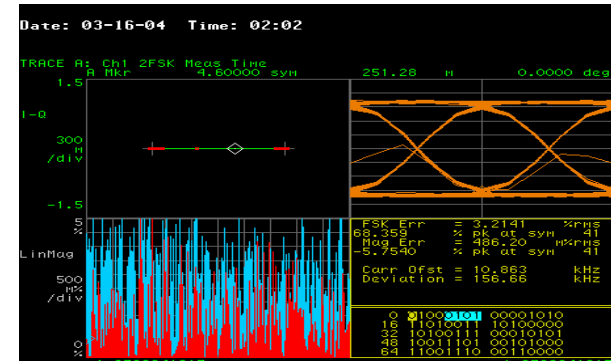 Date: 03-16-04 Time: 02:02
TRACE A: Ch1 2FSK Meas Time
A Mkr 4.60000 sym 251.28 m 0.0000 deg
1.5
I-Q
300
m
/div
-1.5
5
%
LinMag
500
m%
/div
0
%
FSK Err = 3.2141 %rms
68.359 % pk at sym 41
Mag Err = 486.20 m%rms
-5.7540 % pk at sym 41
Carr Ofst = 10.863 kHz
Deviation = 156.66 kHz
0 01000101 00001010
16 11010011 10100000
32 10100111 00010101
48 10011101 00101000
64 11001110 00110000